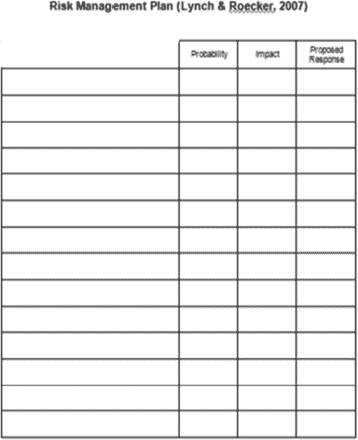 Risk Management Plan (Lynch & Roecker, 2007)
Probability Impact Proposed
Response